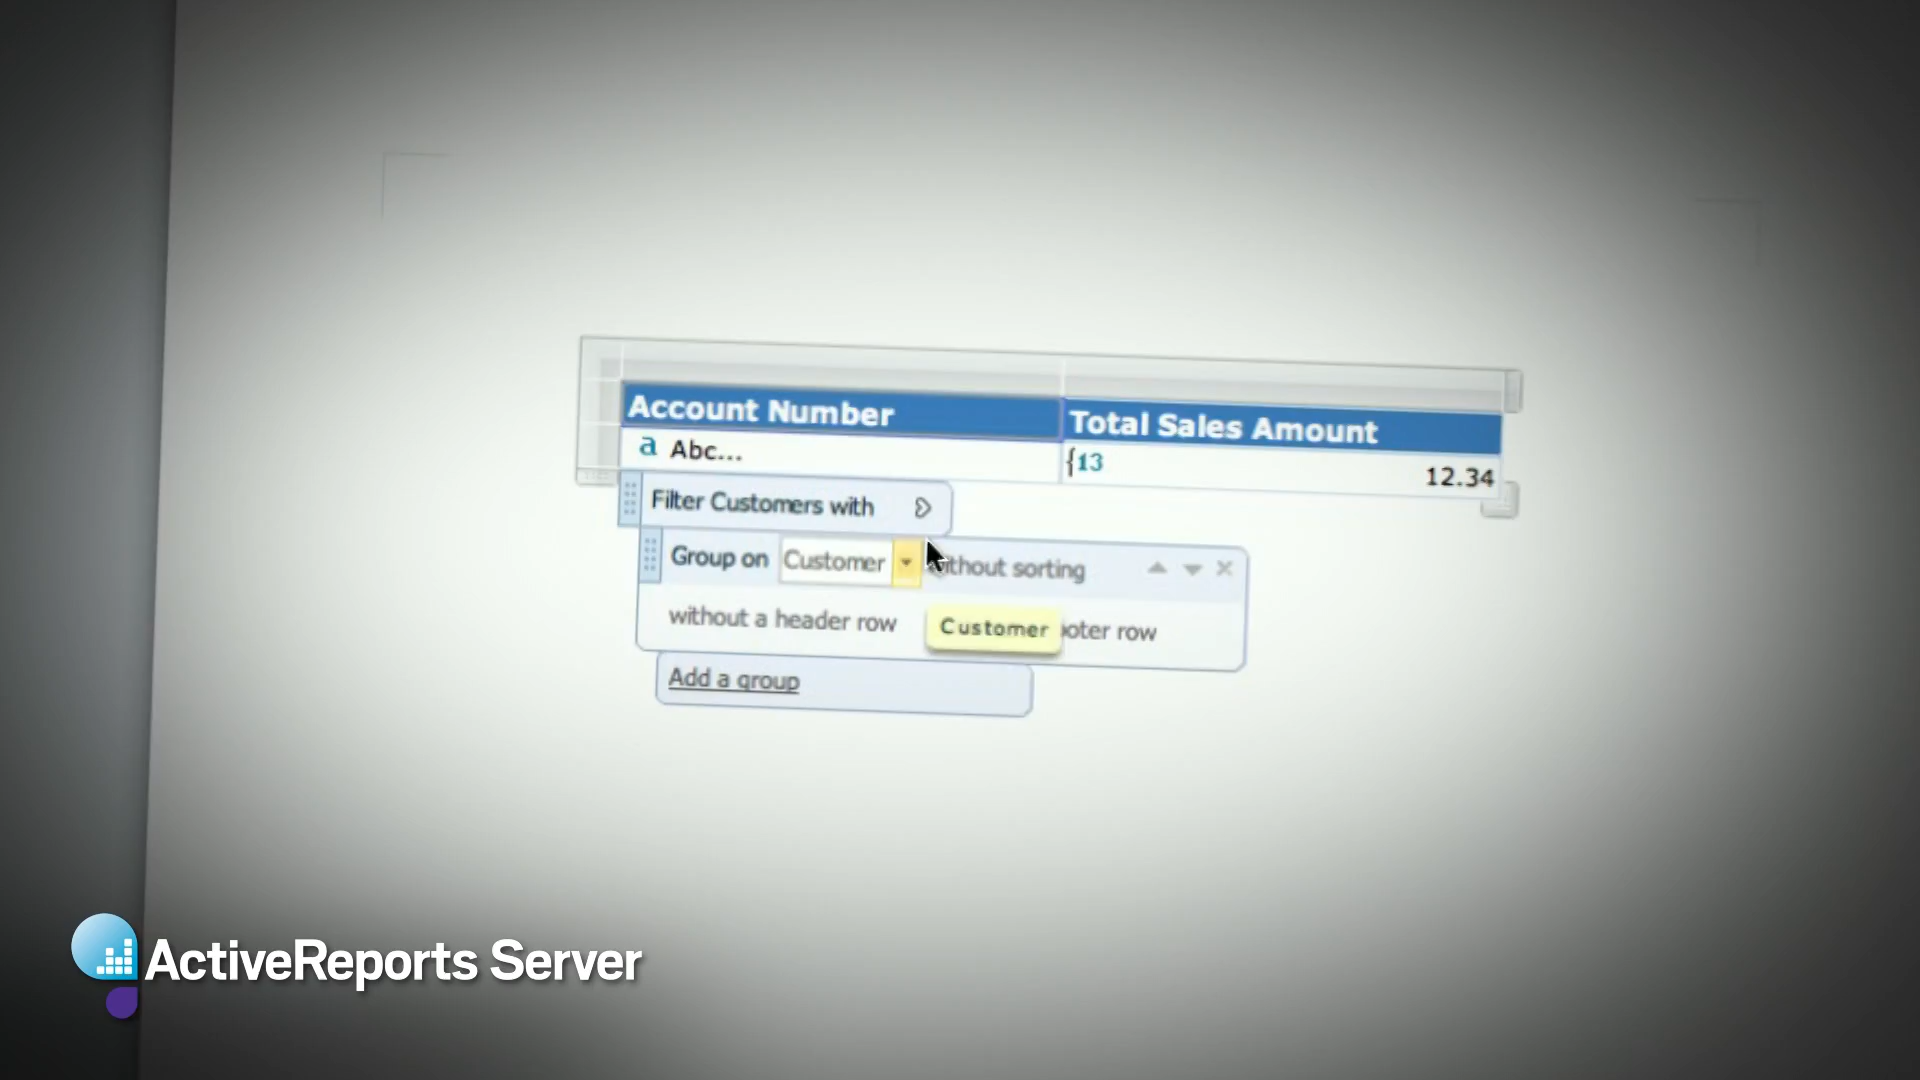 Account Number
Total Sales Amount
a Abc...
{13
12.34
Filter Customers with
Group on Customer
sorting
without a header row
Customer
row
Add a group
ActiveReports Server